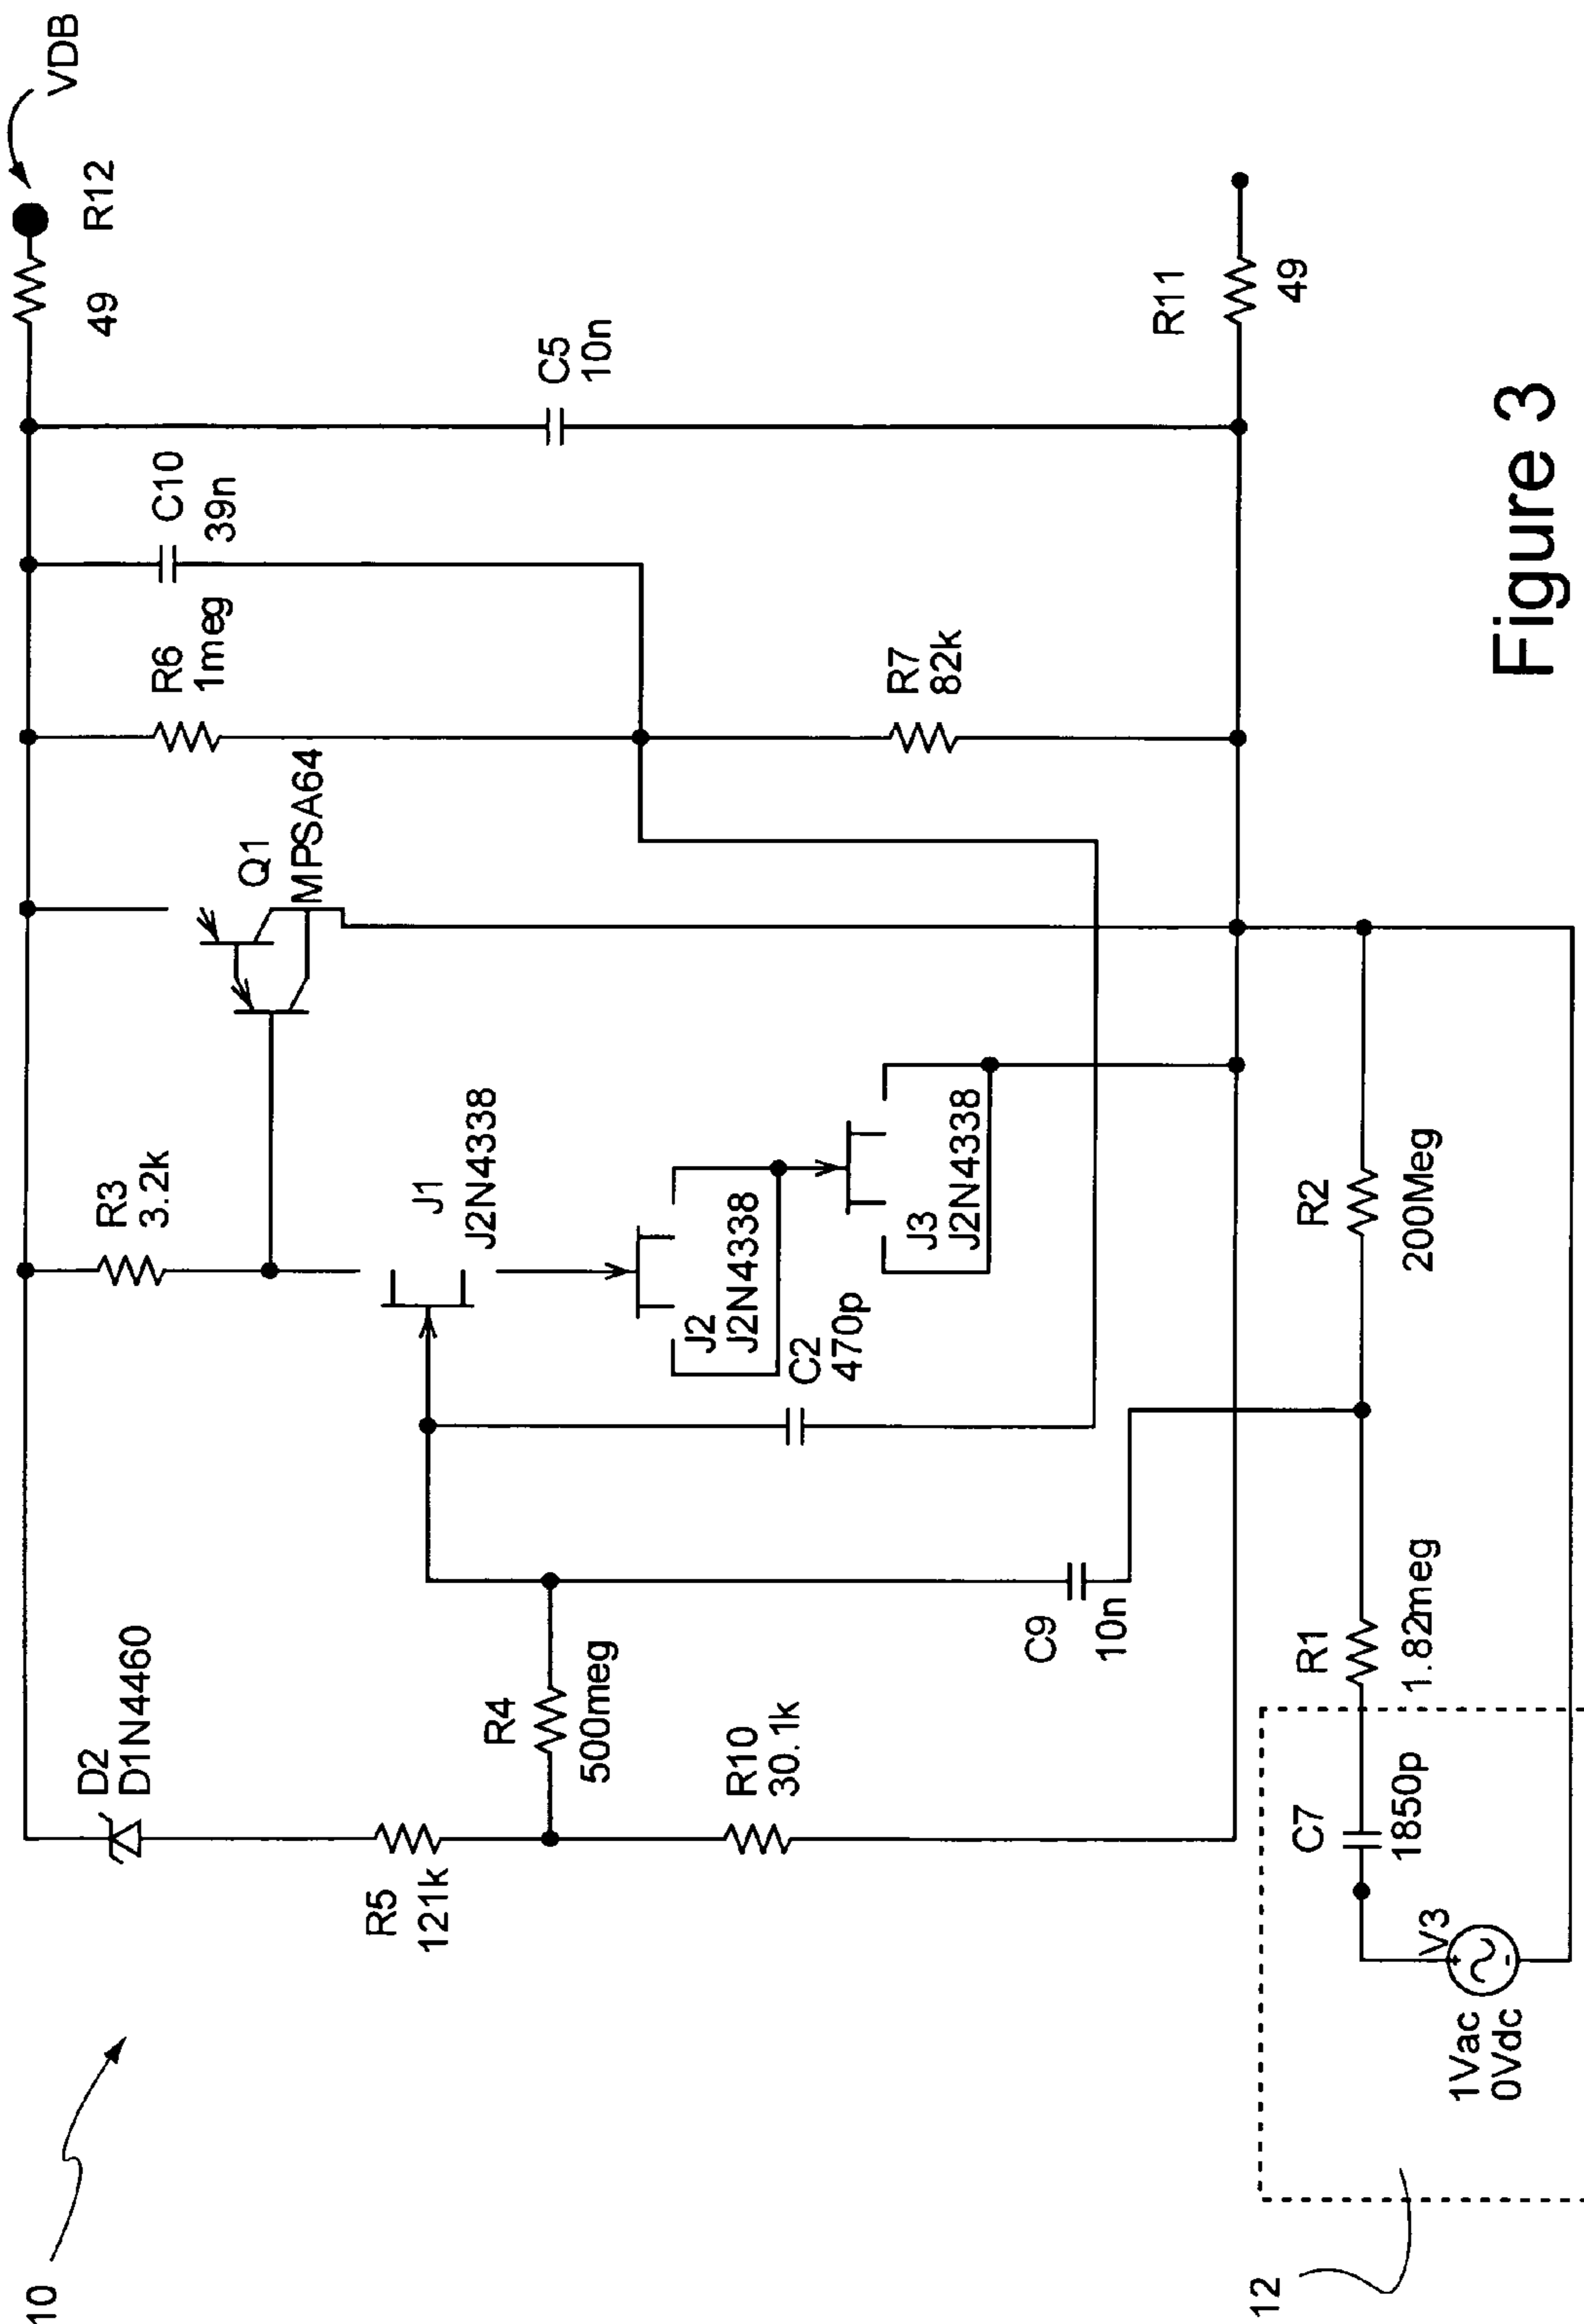 10
VDB
R12
49
D2
D1N4460
R3
3.2k
Q1
MPSA64
R6
1meg
C10
39n
R5
121k
R4
500meg
J1
J2N4338
C5
10n
J2
J2N4338
R10
30.1k
C2
470p
J3
J2N4338
R7
82k
C9
10n
R11
49
12
C7
1850p
R1
1.82meg
R2
200Meg
V3
+
-
1Vac
0Vdc
Figure 3